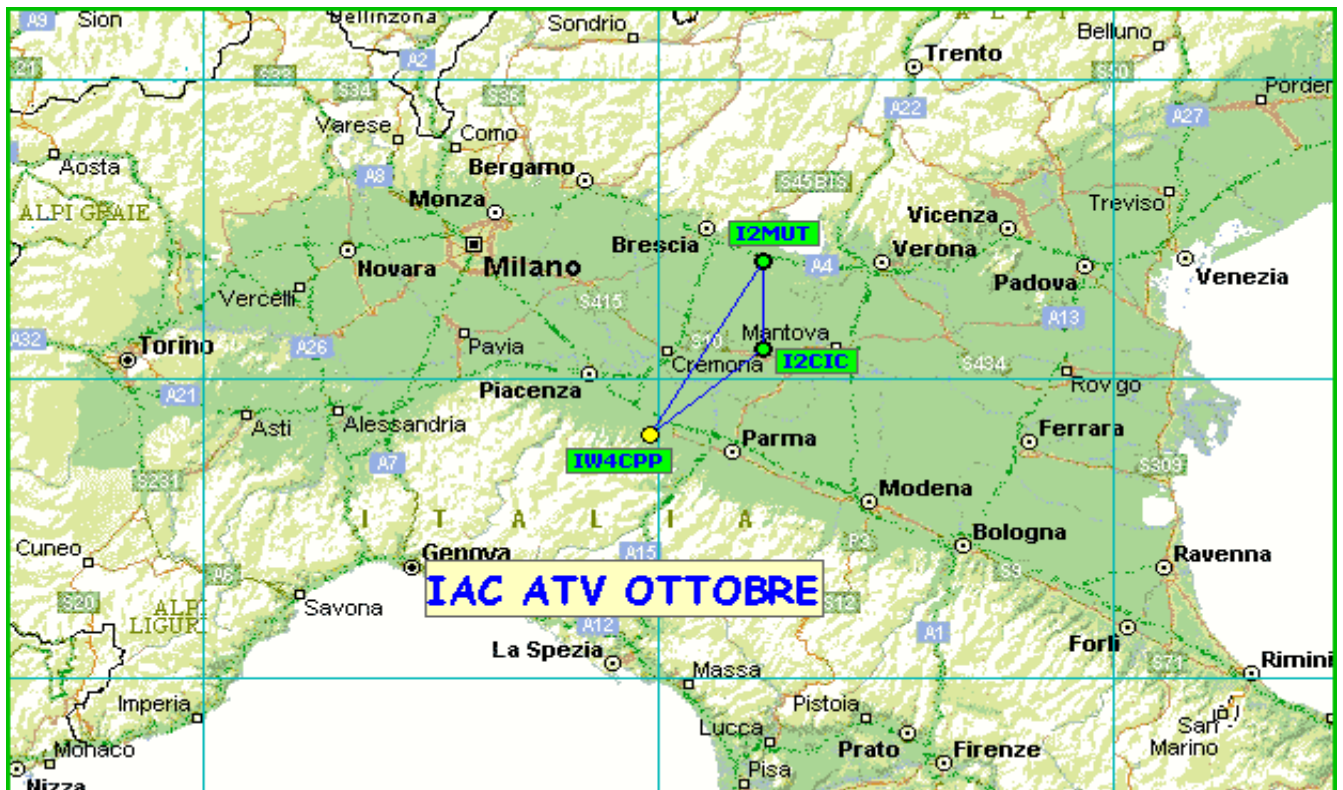 A9
Sion
Bellinzona
Sondrio
A L P I
Belluno
Trento
A2
S33
S34
S36
A22
Porden
A27
Varese
Como
Aosta
Bergamo
A8
S45BIS
Monza
ALPI GRAIE
Treviso
Vicenza
Brescia
I2MUT
Novara
Milano
A4
Verona
Padova
Venezia
Vercelli
S415
A13
Mantova
A32
Torino
A26
Pavia
S10
Cremona
I2CIC
S434
Rovigo
Piacenza
A21
Asti
Alessandria
Parma
Ferrara
IW4CPP
A7
S231
S309
Modena
I T A L I A
Bologna
Cuneo
Genova
A15
Ravenna
A6
S9
IAC ATV OTTOBRE
S20
Savona
S12
ALPI
LIGURI
A12
A1
Forlì
La Spezia
S71
Rimini
Massa
Imperia
Pistoia
Lucca
San
Marino
Monaco
Prato
Firenze
Pisa
Nizza